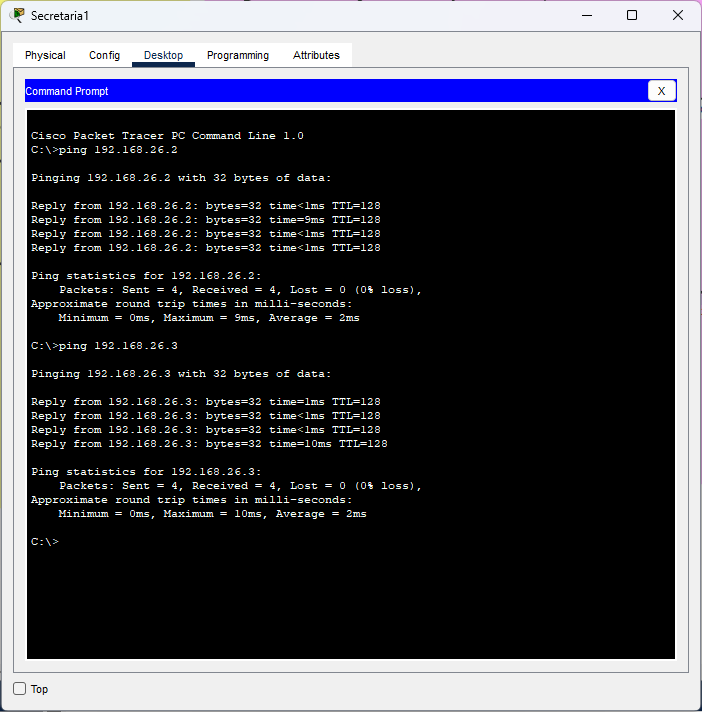 Secretaria1
Physical Config Desktop Programming Attributes
Command Prompt X
Cisco Packet Tracer PC Command Line 1.0
C:\>ping 192.168.26.2
Pinging 192.168.26.2 with 32 bytes of data:
Reply from 192.168.26.2: bytes=32 time<1ms TTL=128
Reply from 192.168.26.2: bytes=32 time=9ms TTL=128
Reply from 192.168.26.2: bytes=32 time<1ms TTL=128
Reply from 192.168.26.2: bytes=32 time<1ms TTL=128
Ping statistics for 192.168.26.2:
Packets: Sent = 4, Received = 4, Lost = 0 (0% loss),
Approximate round trip times in milli-seconds:
Minimum = 0ms, Maximum = 9ms, Average = 2ms
C:\>ping 192.168.26.3
Pinging 192.168.26.3 with 32 bytes of data:
Reply from 192.168.26.3: bytes=32 time=1ms TTL=128
Reply from 192.168.26.3: bytes=32 time<1ms TTL=128
Reply from 192.168.26.3: bytes=32 time<1ms TTL=128
Reply from 192.168.26.3: bytes=32 time=10ms TTL=128
Ping statistics for 192.168.26.3:
Packets: Sent = 4, Received = 4, Lost = 0 (0% loss),
Approximate round trip times in milli-seconds:
Minimum = 0ms, Maximum = 10ms, Average = 2ms
C:\>
Top